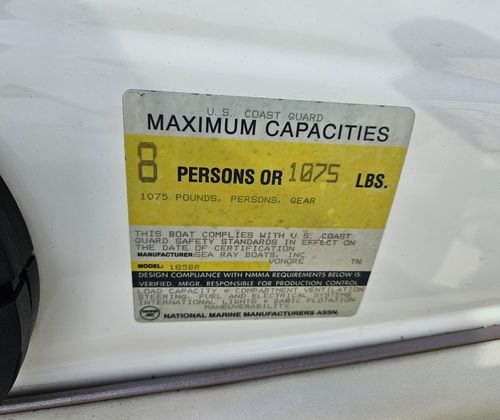 U.S. COAST GUARD
MAXIMUM CAPACITIES
8 PERSONS OR 1075 LBS.
1075 POUNDS, PERSONS, GEAR
THIS BOAT COMPLIES WITH U.S. COAST
GUARD SAFETY STANDARDS IN EFFECT ON
THE DATE OF CERTIFICATION
MANUFACTURER: SEA RAY BOATS, INC
VONORE TN
MODEL: 185BR
DESIGN COMPLIANCE WITH NMMA REQUIREMENTS BELOW IS
VERIFIED. MFGR. RESPONSIBLE FOR PRODUCTION CONTROL
LOAD CAPACITY * COMPARTMENT VENTILATION
STEERING, FUEL AND ELECTRICAL SYSTEMS
INTERNATIONAL LIGHTS * BASIC FLOTATION
MANEUVERABILITY
NATIONAL MARINE MANUFACTURERS ASSN.